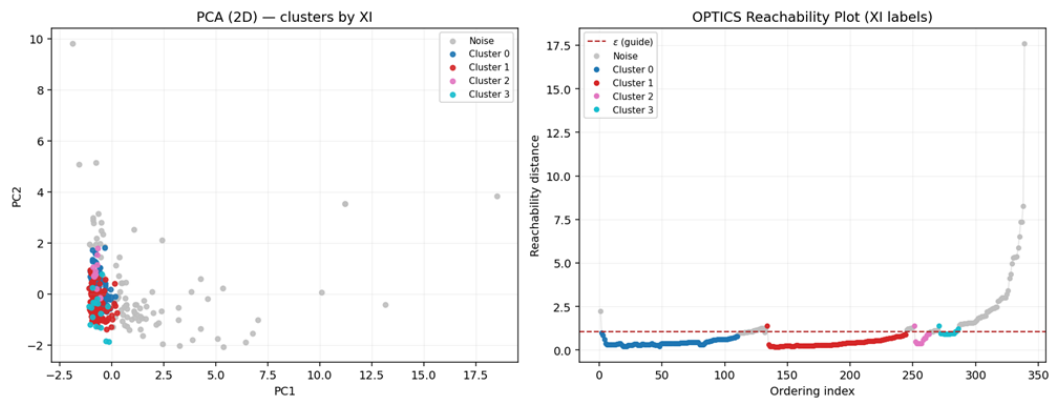 PCA (2D) — clusters by XI
Noise
Cluster 0
Cluster 1
Cluster 2
Cluster 3
10
8
6
4
2
0
−2
PC2
−2.5
0.0
2.5
5.0
7.5
10.0
12.5
15.0
17.5
PC1
OPTICS Reachability Plot (XI labels)
ε (guide)
Noise
Cluster 0
Cluster 1
Cluster 2
Cluster 3
17.5
15.0
12.5
10.0
7.5
5.0
2.5
0.0
Reachability distance
0
50
100
150
200
250
300
350
Ordering index